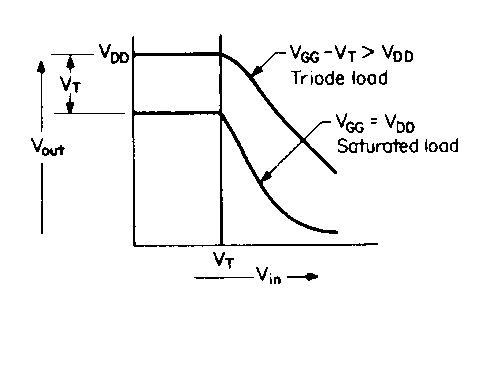 V_DD
V_GG - V_T > V_DD
Triode load
V_T
V_GG = V_DD
Saturated load
V_out
V_T
V_in